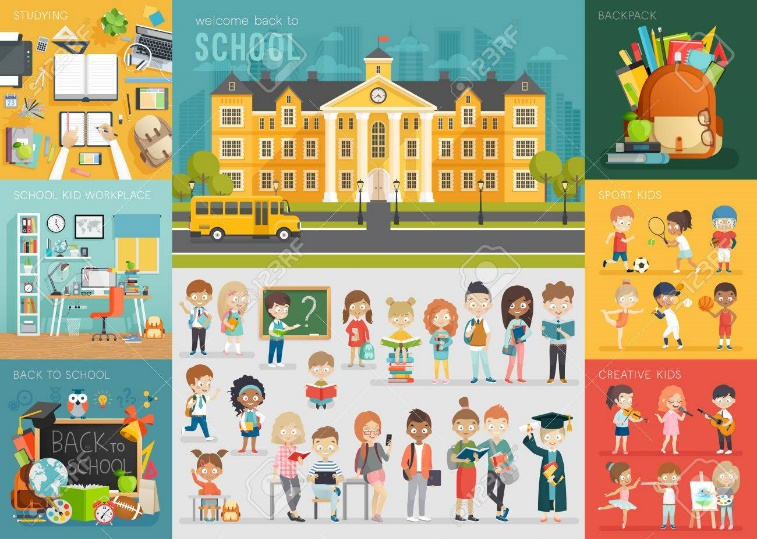 STUDYING
welcome back to
SCHOOL
BACKPACK
SCHOOL KID WORKPLACE
SPORT KIDS
BACK TO SCHOOL
BACK TO
SCHOOL
?
CREATIVE KIDS
123RF